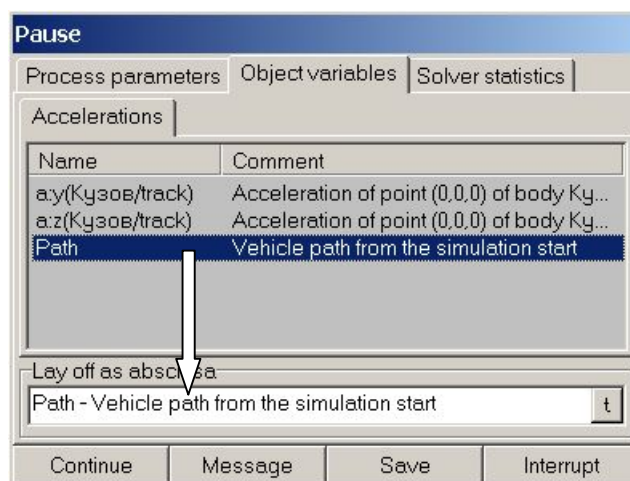 Pause
Process parameters Object variables Solver statistics
Accelerations
Name Comment
a:y(Кузов/track) Acceleration of point (0,0,0) of body Ку...
a:z(Кузов/track) Acceleration of point (0,0,0) of body Ку...
Path Vehicle path from the simulation start
Lay off as abscissa
Path - Vehicle path from the simulation start t
Continue Message Save Interrupt